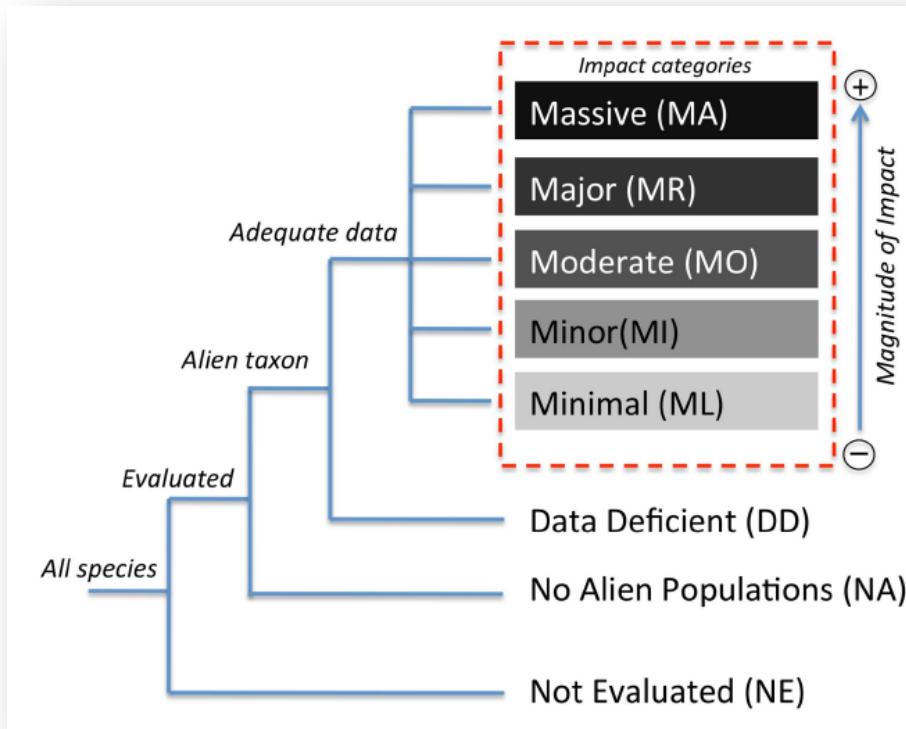 Impact categories
Massive (MA)
Major (MR)
Moderate (MO)
Minor(MI)
Minimal (ML)
+
Magnitude of Impact
−
Adequate data
Alien taxon
Evaluated
All species
Data Deficient (DD)
No Alien Populations (NA)
Not Evaluated (NE)